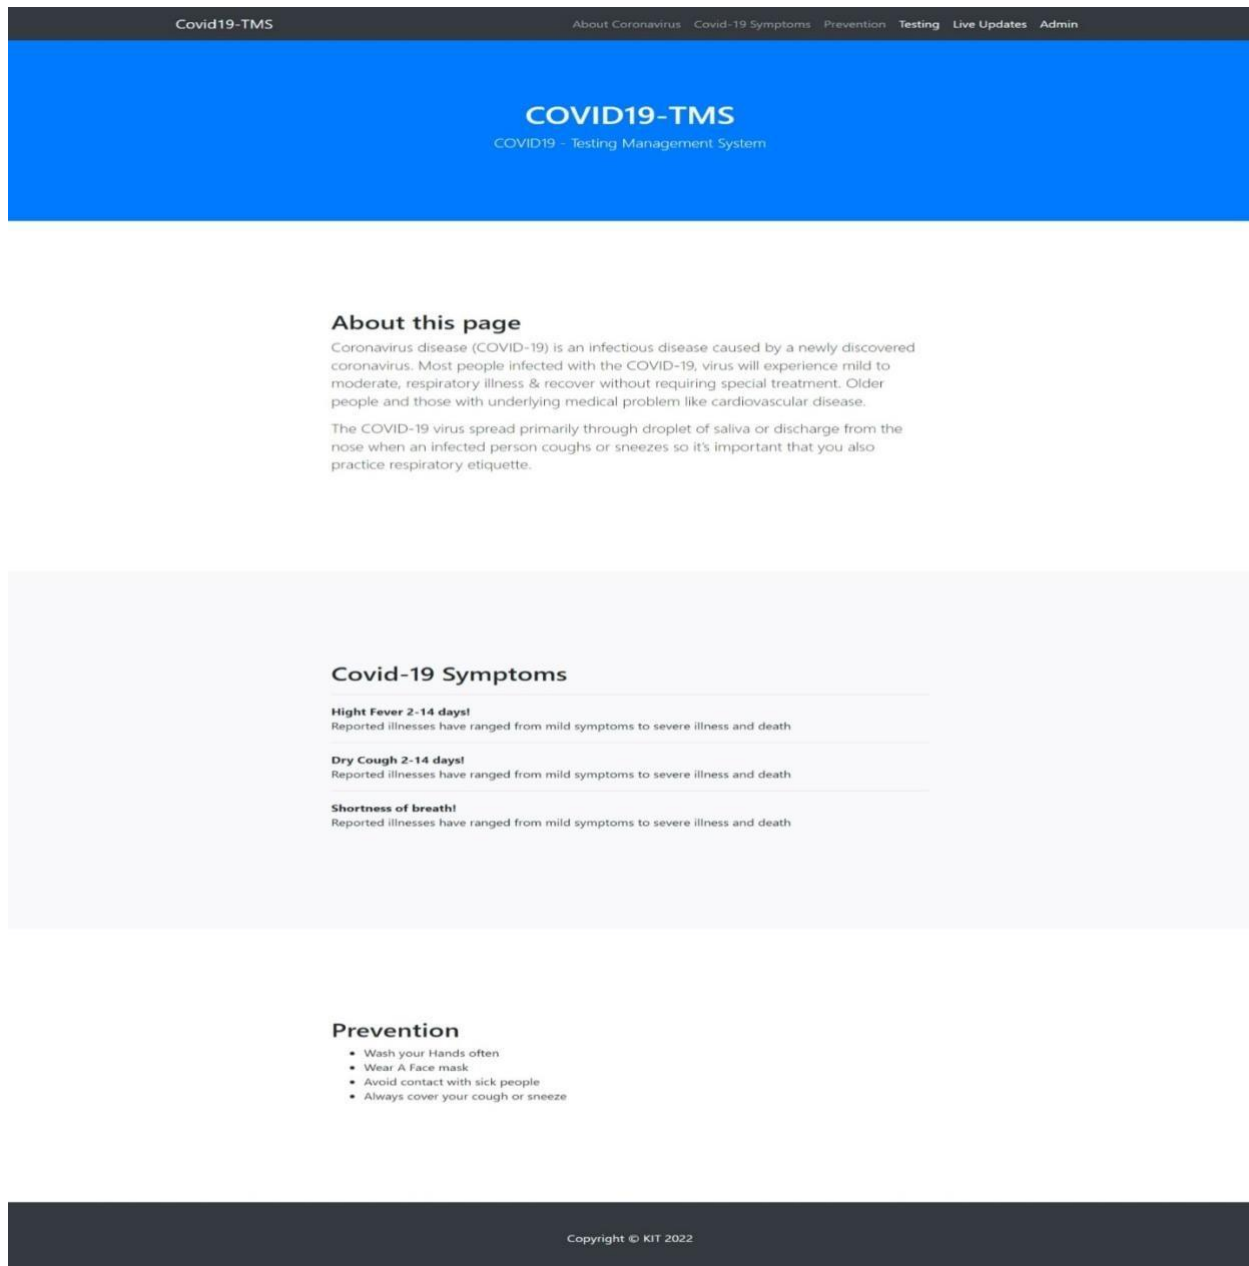 Covid19-TMS
About Coronavirus Covid-19 Symptoms Prevention Testing Live Updates Admin
COVID19-TMS
COVID19 - Testing Management System
About this page
Coronavirus disease (COVID-19) is an infectious disease caused by a newly discovered
coronavirus. Most people infected with the COVID-19, virus will experience mild to
moderate, respiratory illness & recover without requiring special treatment. Older
people and those with underlying medical problem like cardiovascular disease.
The COVID-19 virus spread primarily through droplet of saliva or discharge from the
nose when an infected person coughs or sneezes so it's important that you also
practice respiratory etiquette.
Covid-19 Symptoms
Hight Fever 2-14 days!
Reported illnesses have ranged from mild symptoms to severe illness and death
Dry Cough 2-14 days!
Reported illnesses have ranged from mild symptoms to severe illness and death
Shortness of breath!
Reported illnesses have ranged from mild symptoms to severe illness and death
Prevention
• Wash your Hands often
• Wear A Face mask
• Avoid contact with sick people
• Always cover your cough or sneeze
Copyright © KIT 2022